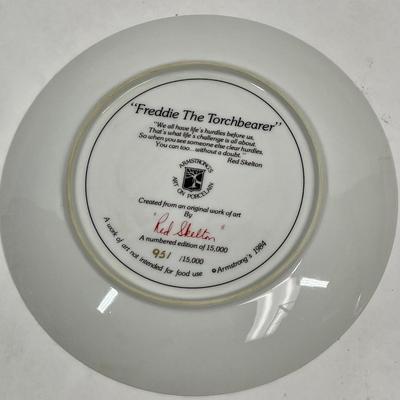 "Freddie The Torchbearer"
"We all have life's hurdles before us,
That's what life's challenge is all about,
So when you see someone else clear hurdles,
You can too...without a doubt."
Red Skelton
ARMSTRONG'S
ART ON PORCELAIN
Created from an original work of art
By
"Red Skelton"
A numbered edition of 15,000
951 /15,000
A work of art not intended for food use
©Armstrong's 1984